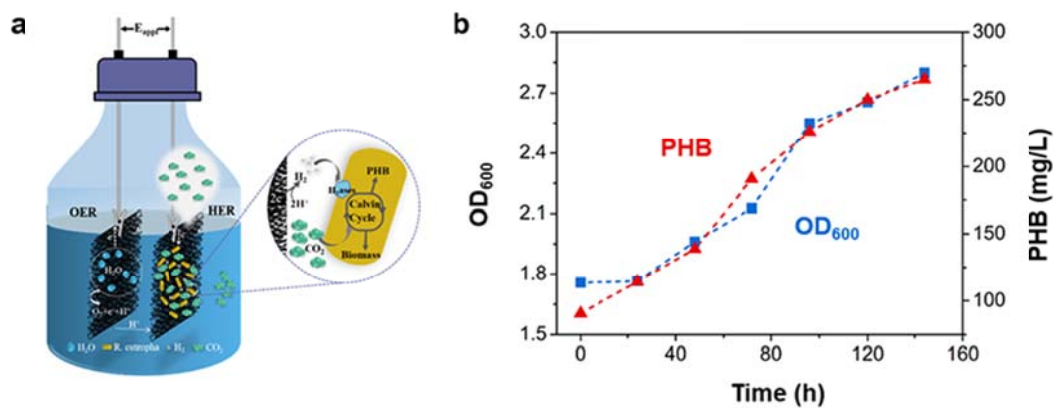 a
E_appl
OER
HER
H₂O
H⁺
H₂O R. eutropha H₂ CO₂
H₂
2H⁺
CO₂
H₂ases
PHB
Calvin
Cycle
Biomass
b
OD₆₀₀
3.0
2.7
2.4
2.1
1.8
1.5
PHB
OD₆₀₀
300
250
200
150
100
PHB (mg/L)
0 40 80 120 160
Time (h)